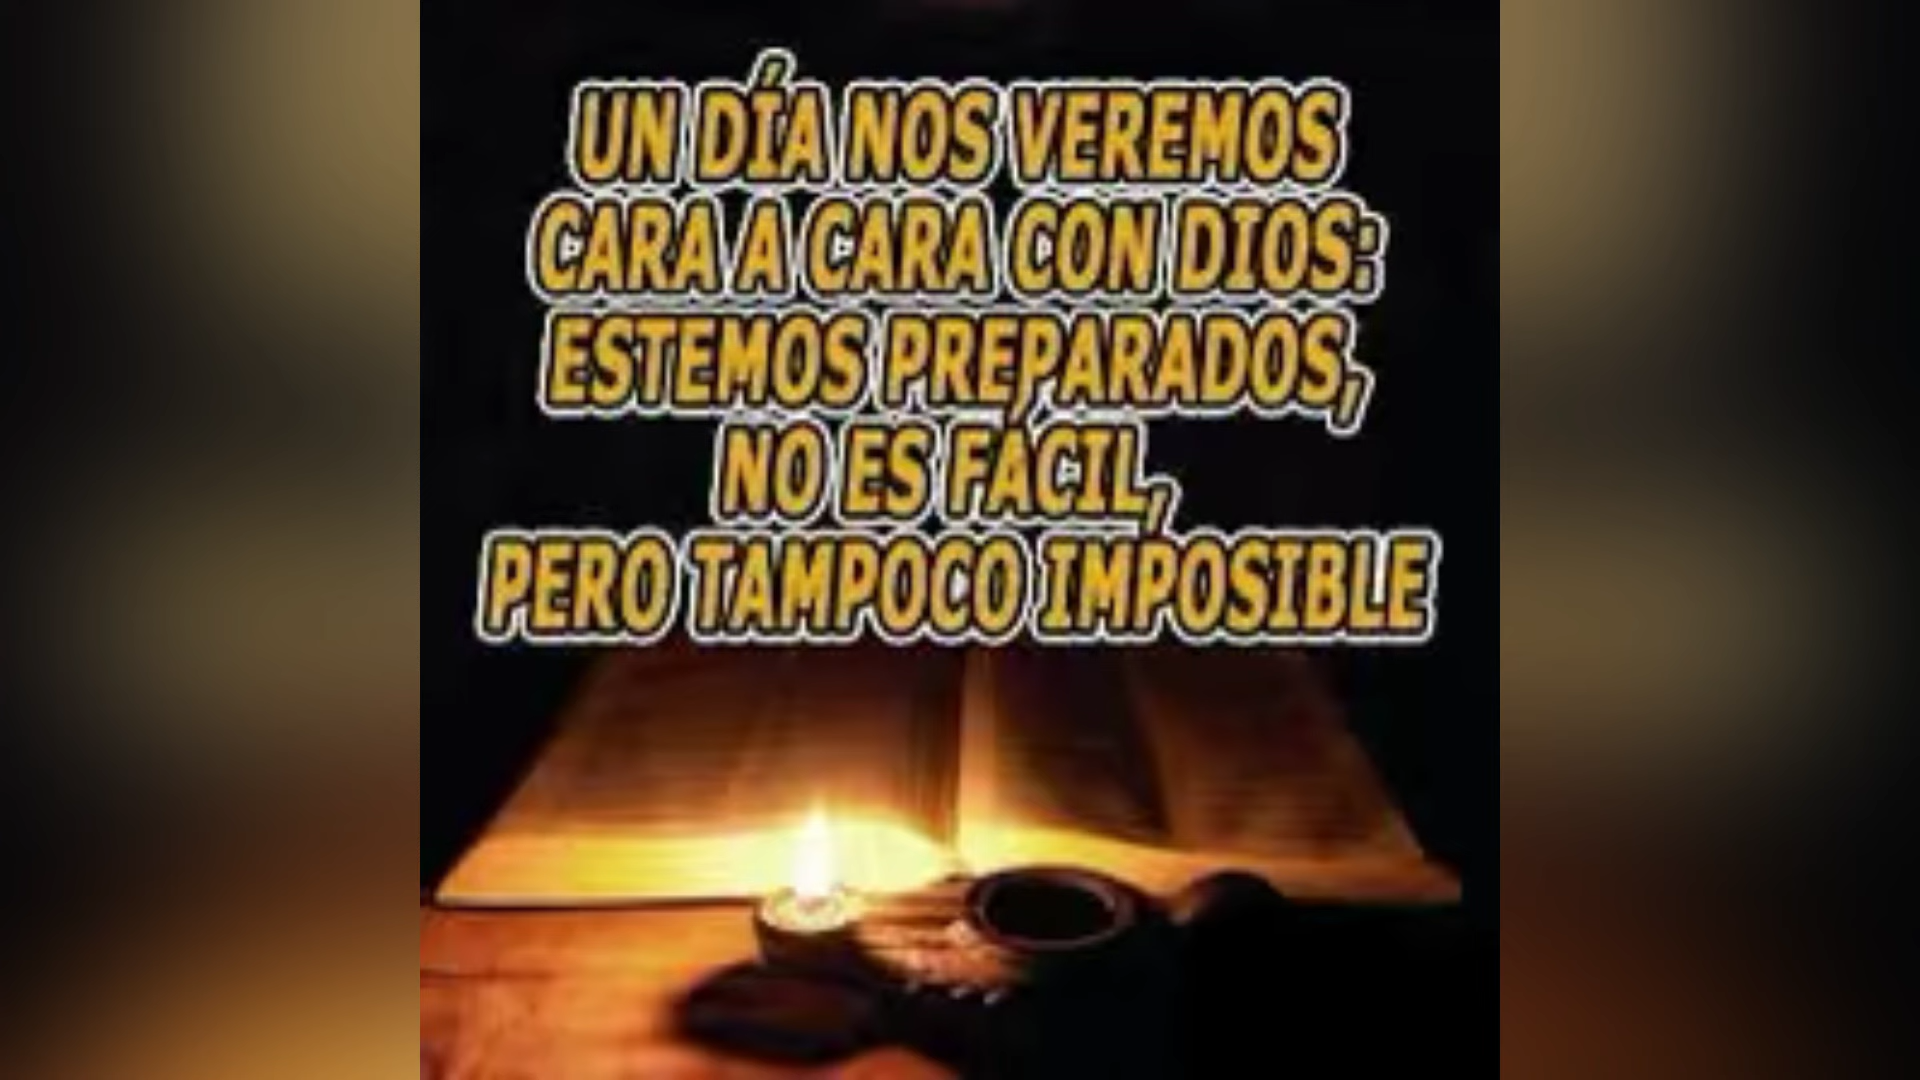 UN DÍA NOS VEREMOS
CARA A CARA CON DIOS:
ESTEMOS PREPARADOS,
NO ES FÁCIL,
PERO TAMPOCO IMPOSIBLE